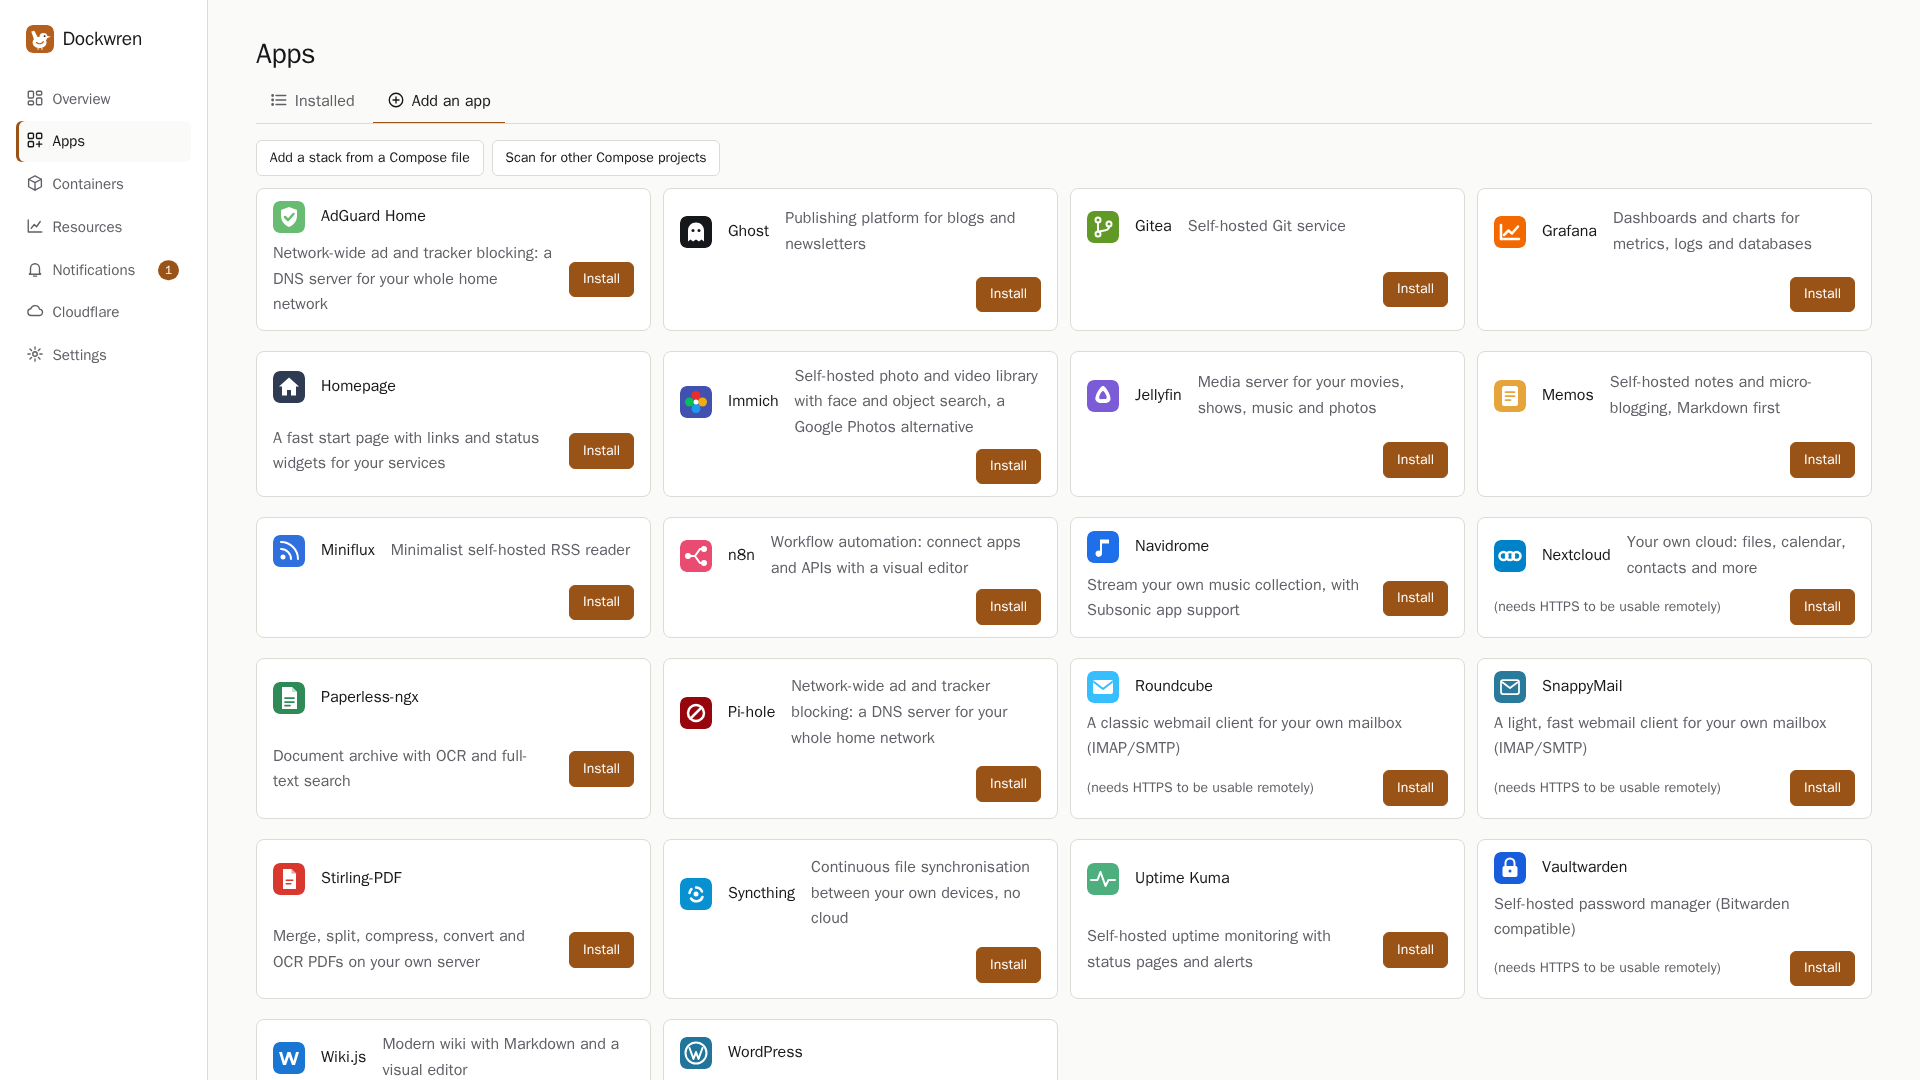 Dockwren
Overview
Apps
Containers
Resources
Notifications
1
Cloudflare
Settings
Apps
Installed
Add an app
Add a stack from a Compose file
Scan for other Compose projects
AdGuard Home
Network-wide ad and tracker blocking: a
DNS server for your whole home
network
Install
Ghost
Publishing platform for blogs and
newsletters
Install
Gitea
Self-hosted Git service
Install
Grafana
Dashboards and charts for
metrics, logs and databases
Install
Homepage
A fast start page with links and status
widgets for your services
Install
Immich
Self-hosted photo and video library
with face and object search, a
Google Photos alternative
Install
Jellyfin
Media server for your movies,
shows, music and photos
Install
Memos
Self-hosted notes and micro-
blogging, Markdown first
Install
Miniflux
Minimalist self-hosted RSS reader
Install
n8n
Workflow automation: connect apps
and APIs with a visual editor
Install
Navidrome
Stream your own music collection, with
Subsonic app support
Install
Nextcloud
Your own cloud: files, calendar,
contacts and more
(needs HTTPS to be usable remotely)
Install
Paperless-ngx
Document archive with OCR and full-
text search
Install
Pi-hole
Network-wide ad and tracker
blocking: a DNS server for your
whole home network
Install
Roundcube
A classic webmail client for your own mailbox
(IMAP/SMTP)
(needs HTTPS to be usable remotely)
Install
SnappyMail
A light, fast webmail client for your own mailbox
(IMAP/SMTP)
(needs HTTPS to be usable remotely)
Install
Stirling-PDF
Merge, split, compress, convert and
OCR PDFs on your own server
Install
Syncthing
Continuous file synchronisation
between your own devices, no
cloud
Install
Uptime Kuma
Self-hosted uptime monitoring with
status pages and alerts
Install
Vaultwarden
Self-hosted password manager (Bitwarden
compatible)
(needs HTTPS to be usable remotely)
Install
W
Wiki.js
Modern wiki with Markdown and a
visual editor
W
WordPress